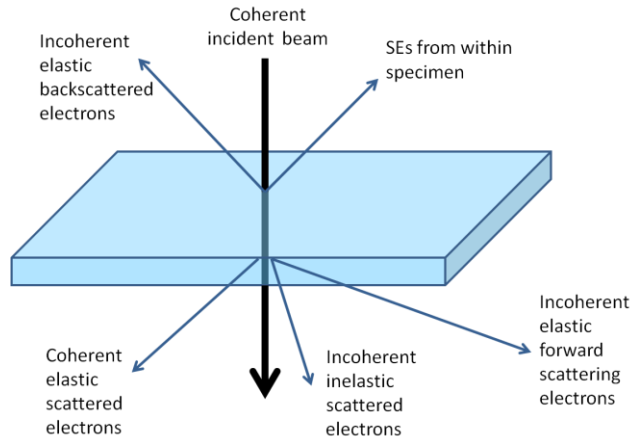 Coherent
incident beam
Incoherent
elastic
backscattered
electrons
SEs from within
specimen
Coherent
elastic
scattered
electrons
Incoherent
inelastic
scattered
electrons
Incoherent
elastic
forward
scattering
electrons